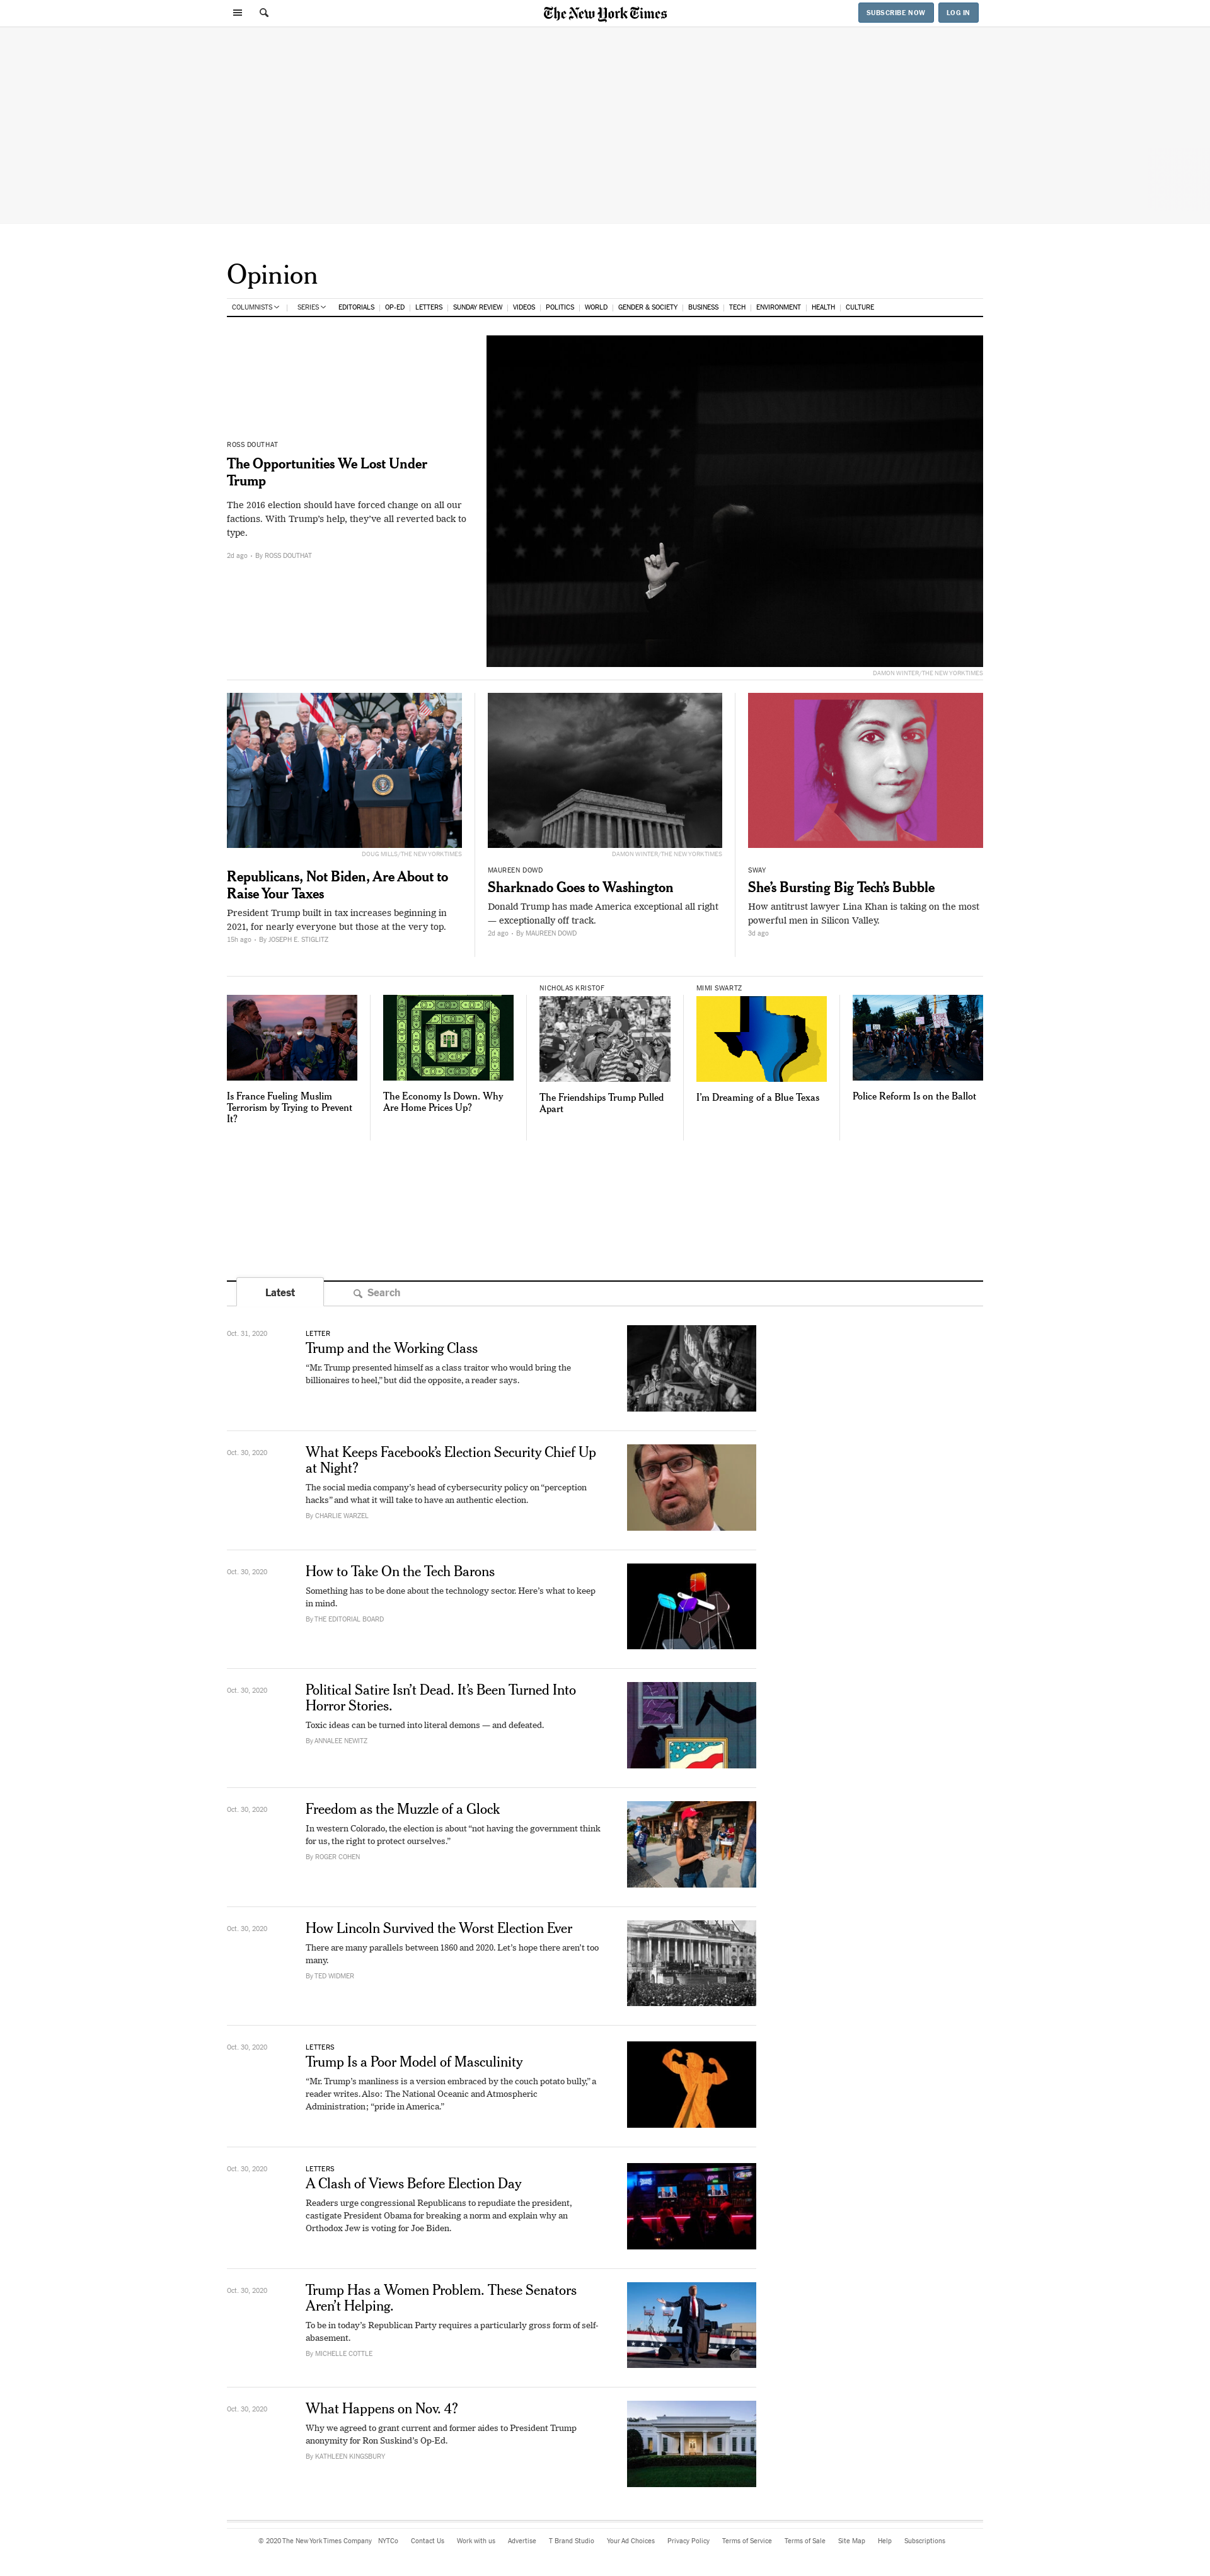 The New York Times
SUBSCRIBE NOW
LOG IN
Opinion
COLUMNISTS
SERIES
EDITORIALS
OP-ED
LETTERS
SUNDAY REVIEW
VIDEOS
POLITICS
WORLD
GENDER & SOCIETY
BUSINESS
TECH
ENVIRONMENT
HEALTH
CULTURE
ROSS DOUTHAT
The Opportunities We Lost Under
Trump
The 2016 election should have forced change on all our
factions. With Trump’s help, they’ve all reverted back to
type.
2d ago • By ROSS DOUTHAT
DAMON WINTER/THE NEW YORK TIMES
DOUG MILLS/THE NEW YORK TIMES
Republicans, Not Biden, Are About to
Raise Your Taxes
President Trump built in tax increases beginning in
2021, for nearly everyone but those at the very top.
15h ago • By JOSEPH E. STIGLITZ
DAMON WINTER/THE NEW YORK TIMES
MAUREEN DOWD
Sharknado Goes to Washington
Donald Trump has made America exceptional all right
— exceptionally off track.
2d ago • By MAUREEN DOWD
SWAY
She’s Bursting Big Tech’s Bubble
How antitrust lawyer Lina Khan is taking on the most
powerful men in Silicon Valley.
3d ago
Is France Fueling Muslim
Terrorism by Trying to Prevent
It?
The Economy Is Down. Why
Are Home Prices Up?
NICHOLAS KRISTOF
The Friendships Trump Pulled
Apart
MIMI SWARTZ
I’m Dreaming of a Blue Texas
Police Reform Is on the Ballot
Latest
Search
Oct. 31, 2020
LETTER
Trump and the Working Class
“Mr. Trump presented himself as a class traitor who would bring the
billionaires to heel,” but did the opposite, a reader says.
Oct. 30, 2020
What Keeps Facebook’s Election Security Chief Up
at Night?
The social media company’s head of cybersecurity policy on “perception
hacks” and what it will take to have an authentic election.
By CHARLIE WARZEL
Oct. 30, 2020
How to Take On the Tech Barons
Something has to be done about the technology sector. Here’s what to keep
in mind.
By THE EDITORIAL BOARD
Oct. 30, 2020
Political Satire Isn’t Dead. It’s Been Turned Into
Horror Stories.
Toxic ideas can be turned into literal demons — and defeated.
By ANNALEE NEWITZ
Oct. 30, 2020
Freedom as the Muzzle of a Glock
In western Colorado, the election is about “not having the government think
for us, the right to protect ourselves.”
By ROGER COHEN
Oct. 30, 2020
How Lincoln Survived the Worst Election Ever
There are many parallels between 1860 and 2020. Let’s hope there aren’t too
many.
By TED WIDMER
Oct. 30, 2020
LETTERS
Trump Is a Poor Model of Masculinity
“Mr. Trump’s manliness is a version embraced by the couch potato bully,” a
reader writes. Also: The National Oceanic and Atmospheric
Administration; “pride in America.”
Oct. 30, 2020
LETTERS
A Clash of Views Before Election Day
Readers urge congressional Republicans to repudiate the president,
castigate President Obama for breaking a norm and explain why an
Orthodox Jew is voting for Joe Biden.
Oct. 30, 2020
Trump Has a Women Problem. These Senators
Aren’t Helping.
To be in today’s Republican Party requires a particularly gross form of self-
abasement.
By MICHELLE COTTLE
Oct. 30, 2020
What Happens on Nov. 4?
Why we agreed to grant current and former aides to President Trump
anonymity for Ron Suskind’s Op-Ed.
By KATHLEEN KINGSBURY
© 2020 The New York Times Company
NYTCo
Contact Us
Work with us
Advertise
T Brand Studio
Your Ad Choices
Privacy Policy
Terms of Service
Terms of Sale
Site Map
Help
Subscriptions